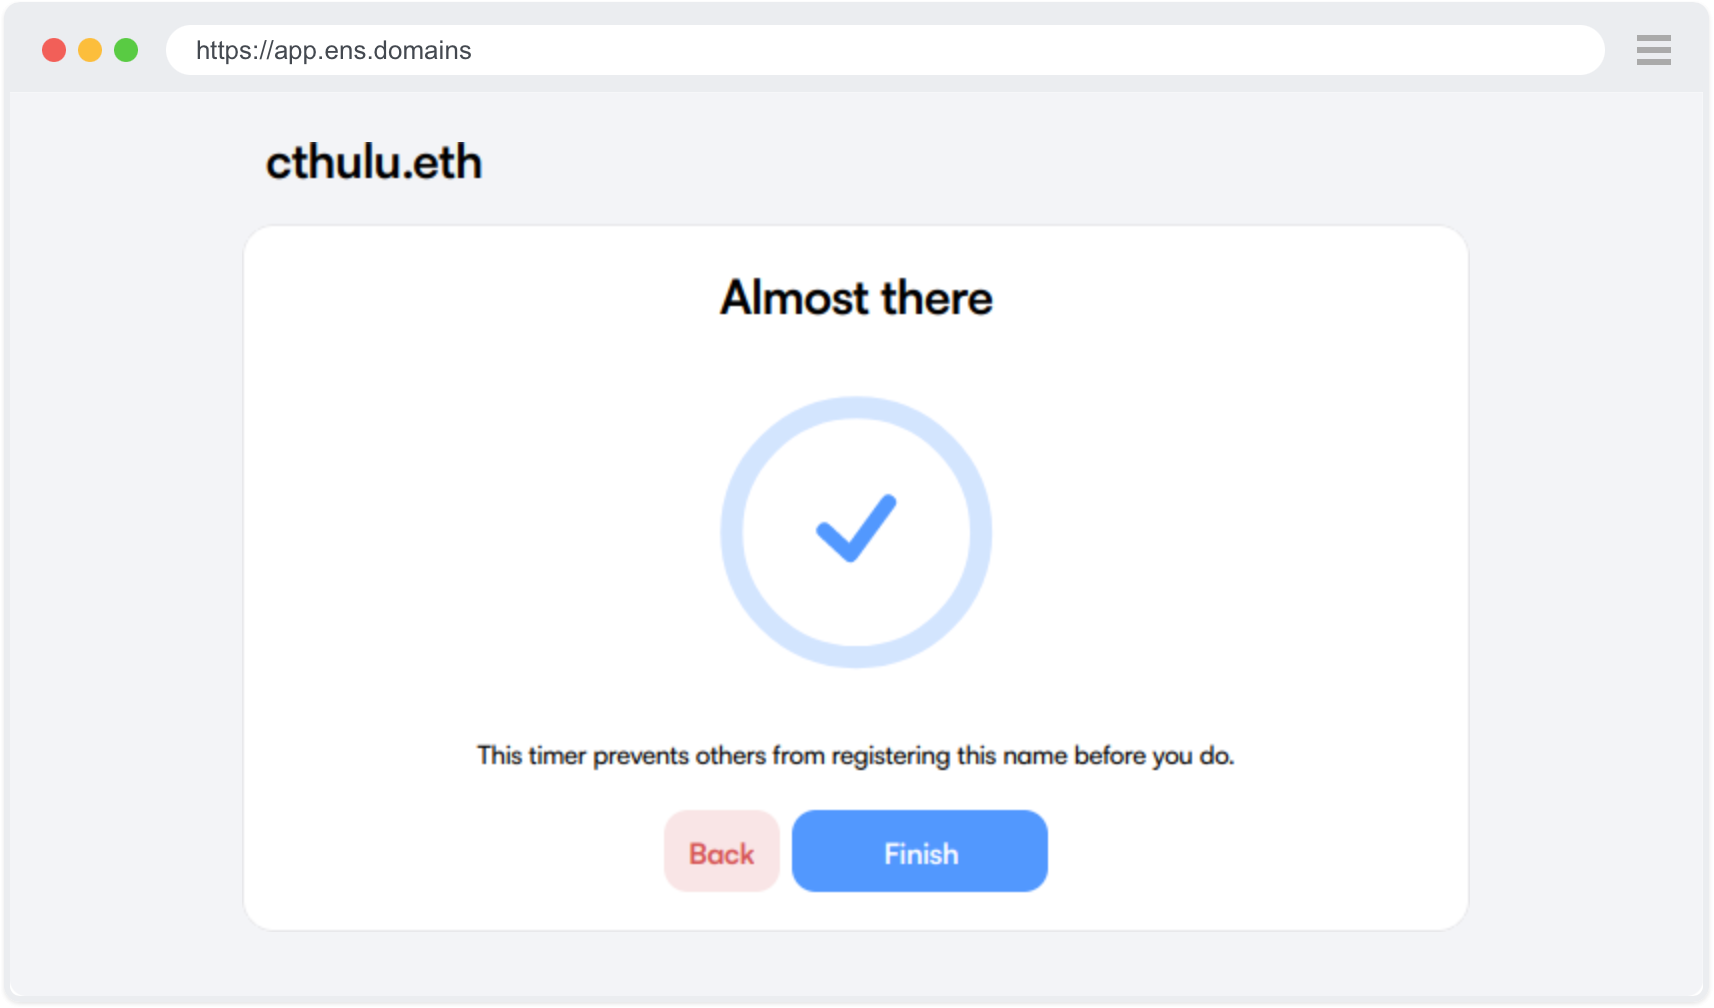 https://app.ens.domains
cthulu.eth
Almost there
This timer prevents others from registering this name before you do.
Back
Finish